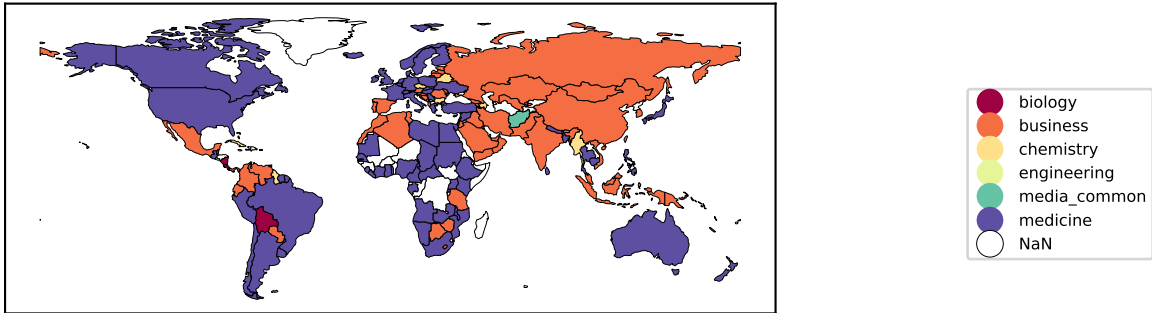 biology
business
chemistry
engineering
media_common
medicine
NaN